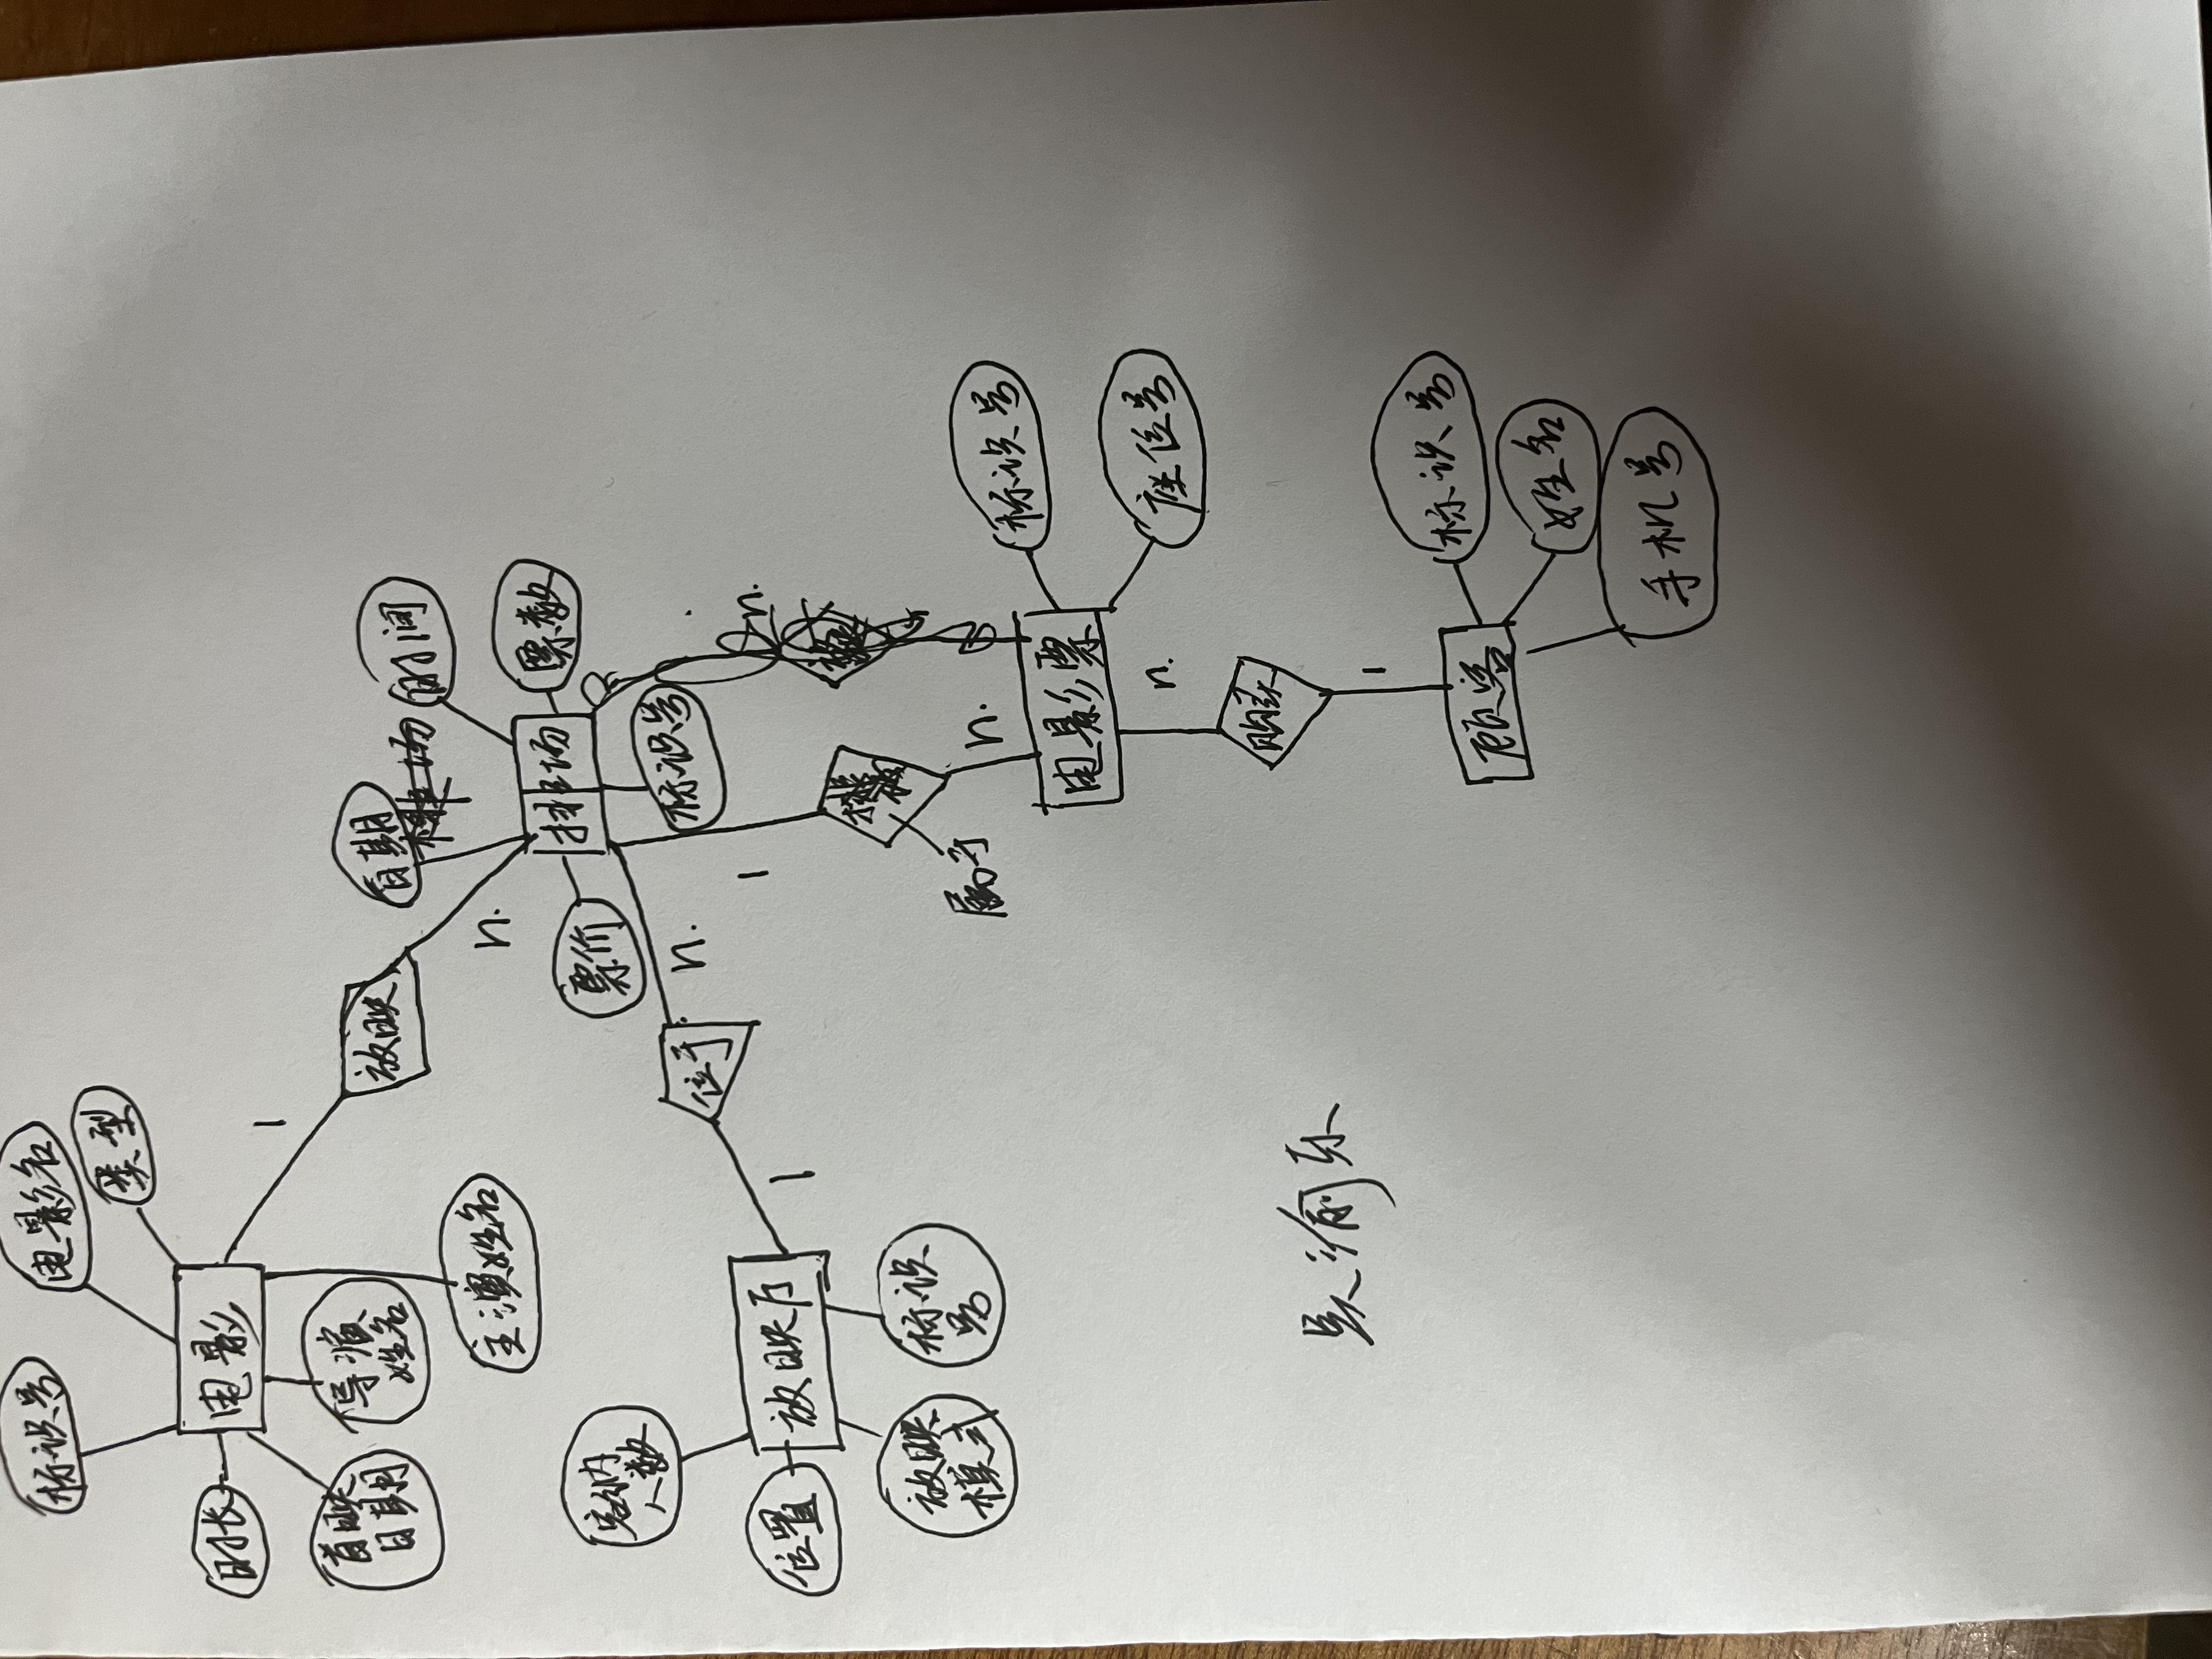 标识号
电影名
类型
时长
电影
首映
日期
导演
姓名
主演姓名
1
放映
n.
日期
排场
时间
票价
排场
票数
标识号
容纳
人数
位于
n.
1
位置
放映厅
放映
模式
标识
号
1
n.
属于
n.
电影票
标识号
座位号
n.
购买
1
吴渝东
顾客
标识号
姓名
手机号